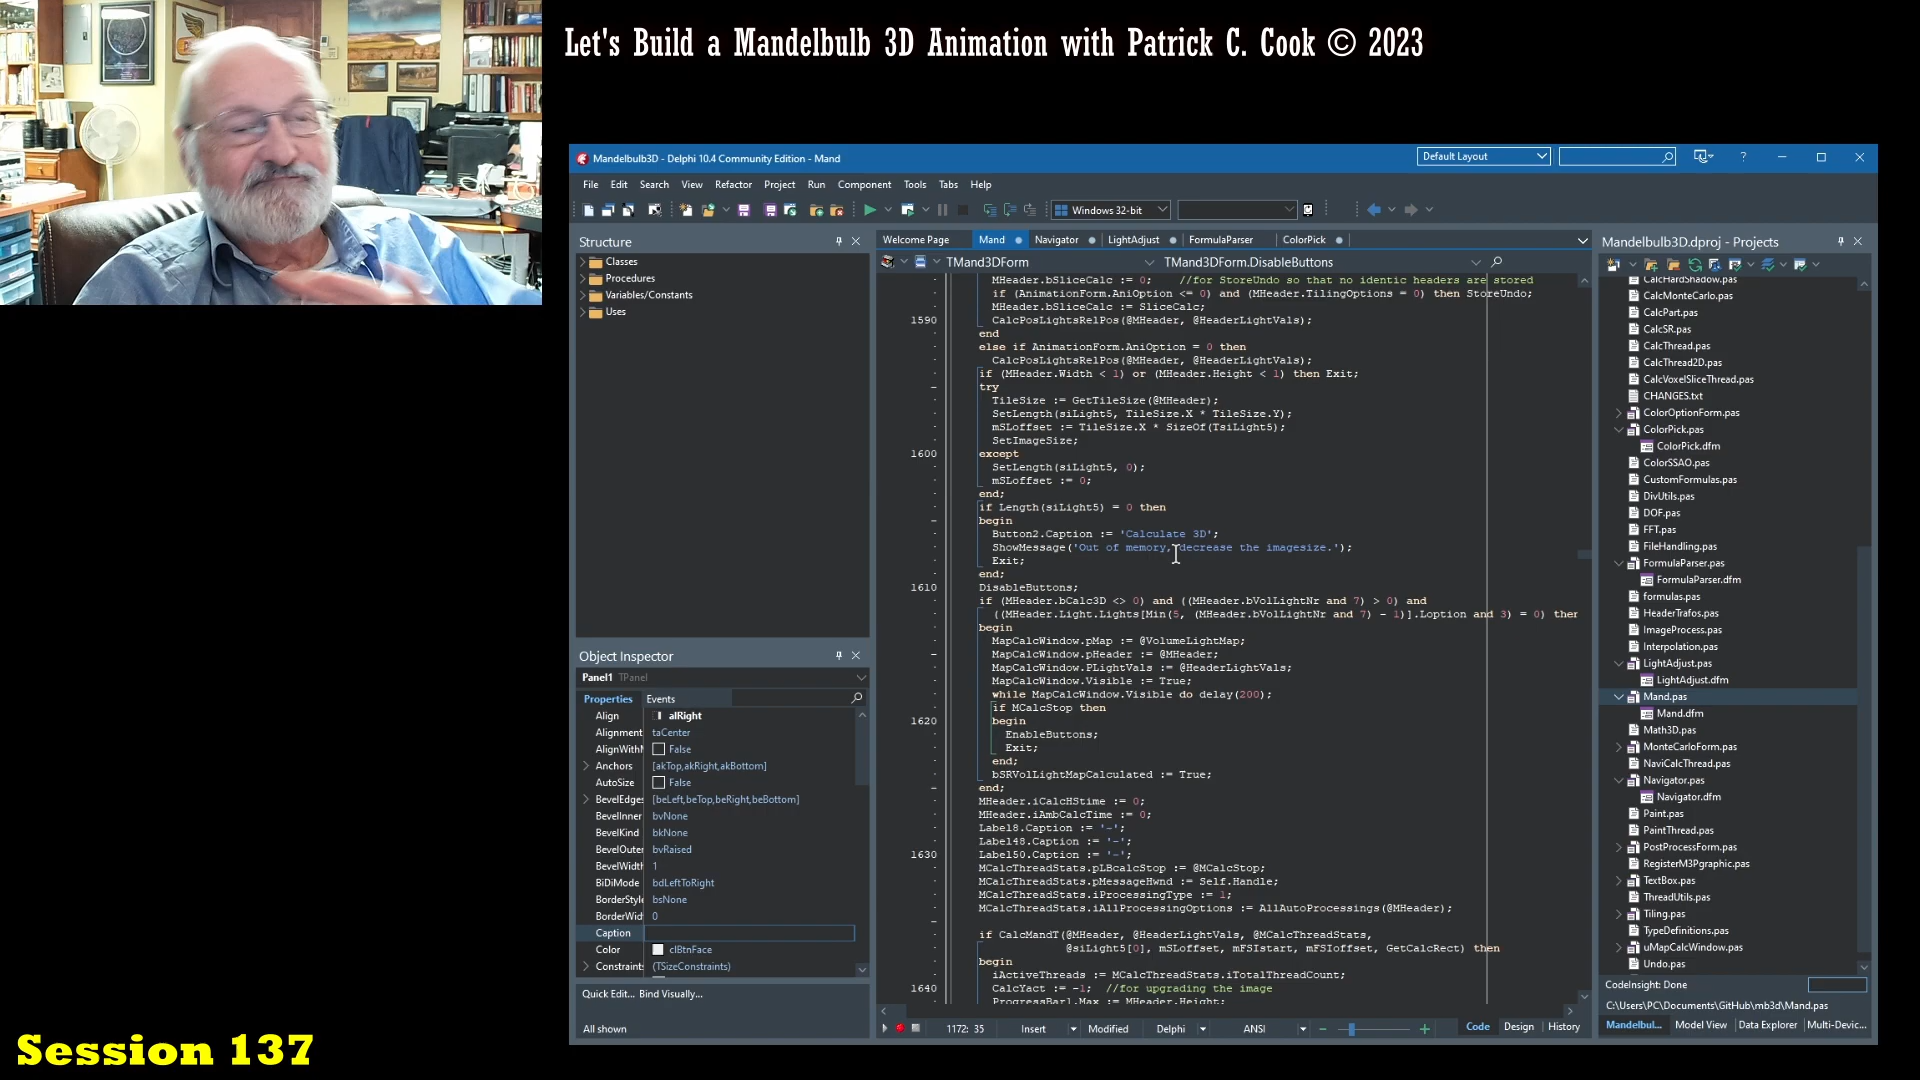 Let's Build a Mandelbulb 3D Animation with Patrick C. Cook © 2023
Mandelbulb3D - Delphi 10.4 Community Edition - Mand
Default Layout
?
File Edit Search View Refactor Project Run Component Tools Tabs Help
Windows 32-bit
Structure
Classes
Procedures
Variables/Constants
Uses
Welcome Page Mand Navigator LightAdjust FormulaParser ColorPick
TMand3DForm TMand3DForm.DisableButtons
MHeader.bSliceCalc := 0; //for StoreUndo so that no identic headers are stored
if (AnimationForm.AniOption <= 0) and (MHeader.TilingOptions = 0) then StoreUndo;
MHeader.bSliceCalc := SliceCalc;
1590 CalcPosLightsRelPos(@MHeader, @HeaderLightVals);
end
else if AnimationForm.AniOption = 0 then
CalcPosLightsRelPos(@MHeader, @HeaderLightVals);
if (MHeader.Width < 1) or (MHeader.Height < 1) then Exit;
try
TileSize := GetTileSize(@MHeader);
SetLength(siLight5, TileSize.X * TileSize.Y);
mSLoffset := TileSize.X * SizeOf(TsiLight5);
SetImageSize;
1600 except
SetLength(siLight5, 0);
mSLoffset := 0;
end;
if Length(siLight5) = 0 then
begin
Button2.Caption := 'Calculate 3D';
ShowMessage('Out of memory, decrease the imagesize.');
Exit;
end;
1610 DisableButtons;
if (MHeader.bCalc3D <> 0) and ((MHeader.bVolLightNr and 7) > 0) and
((MHeader.Light.Lights[Min(5, (MHeader.bVolLightNr and 7) - 1)].Loption and 3) = 0) then
begin
MapCalcWindow.pMap := @VolumeLightMap;
MapCalcWindow.pHeader := @MHeader;
MapCalcWindow.PLightVals := @HeaderLightVals;
MapCalcWindow.Visible := True;
while MapCalcWindow.Visible do delay(200);
if MCalcStop then
1620 begin
EnableButtons;
Exit;
end;
bSRVolLightMapCalculated := True;
end;
MHeader.iCalcHStime := 0;
MHeader.iAmbCalcTime := 0;
Label8.Caption := '-';
Label48.Caption := '-';
1630 Label50.Caption := '-';
MCalcThreadStats.pLBcalcStop := @MCalcStop;
MCalcThreadStats.pMessageHwnd := Self.Handle;
MCalcThreadStats.iProcessingType := 1;
MCalcThreadStats.iAllProcessingOptions := AllAutoProcessings(@MHeader);
if CalcMandT(@MHeader, @HeaderLightVals, @MCalcThreadStats,
@siLight5[0], mSLoffset, mFSIstart, mFSIoffset, GetCalcRect) then
begin
iActiveThreads := MCalcThreadStats.iTotalThreadCount;
1640 CalcYact := -1; //for upgrading the image
ProgressBar1.Max := MHeader.Height;
1172: 35 Insert Modified Delphi ANSI Code Design History
Object Inspector
Panel1 TPanel
Properties Events
Align alRight
Alignment taCenter
AlignWithM False
Anchors [akTop,akRight,akBottom]
AutoSize False
BevelEdges [beLeft,beTop,beRight,beBottom]
BevelInner bvNone
BevelKind bkNone
BevelOuter bvRaised
BevelWidth 1
BiDiMode bdLeftToRight
BorderStyle bsNone
BorderWid 0
Caption
Color clBtnFace
Constraints (TSizeConstraints)
Quick Edit... Bind Visually...
All shown
Mandelbulb3D.dproj - Projects
CalcHardShadow.pas
CalcMonteCarlo.pas
CalcPart.pas
CalcSR.pas
CalcThread.pas
CalcThread2D.pas
CalcVoxelSliceThread.pas
CHANGES.txt
ColorOptionForm.pas
ColorPick.pas
ColorPick.dfm
ColorSSAO.pas
CustomFormulas.pas
DivUtils.pas
DOF.pas
FFT.pas
FileHandling.pas
FormulaParser.pas
FormulaParser.dfm
formulas.pas
HeaderTrafos.pas
ImageProcess.pas
Interpolation.pas
LightAdjust.pas
LightAdjust.dfm
Mand.pas
Mand.dfm
Math3D.pas
MonteCarloForm.pas
NaviCalcThread.pas
Navigator.pas
Navigator.dfm
Paint.pas
PaintThread.pas
PostProcessForm.pas
RegisterM3Pgraphic.pas
TextBox.pas
ThreadUtils.pas
Tiling.pas
TypeDefinitions.pas
uMapCalcWindow.pas
Undo.pas
CodeInsight: Done
C:\Users\PC\Documents\GitHub\mb3d\Mand.pas
Mandelbul... Model View Data Explorer Multi-Devic...
Session 137